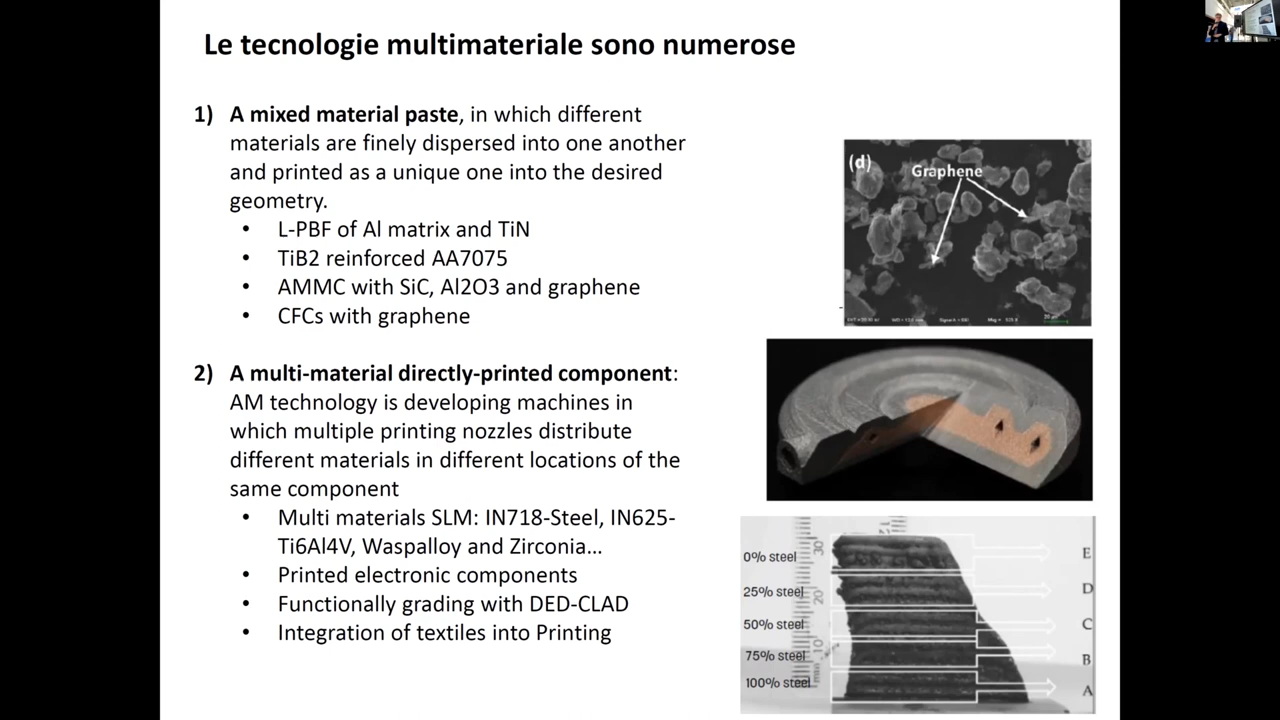 Le tecnologie multimateriale sono numerose
1) A mixed material paste, in which different
materials are finely dispersed into one another
and printed as a unique one into the desired
geometry.
• L-PBF of Al matrix and TiN
• TiB2 reinforced AA7075
• AMMC with SiC, Al2O3 and graphene
• CFCs with graphene
2) A multi-material directly-printed component:
AM technology is developing machines in
which multiple printing nozzles distribute
different materials in different locations of the
same component
• Multi materials SLM: IN718-Steel, IN625-
Ti6Al4V, Waspalloy and Zirconia...
• Printed electronic components
• Functionally grading with DED-CLAD
• Integration of textiles into Printing
(d)
Graphene
0% steel
25% steel
50% steel
75% steel
100% steel
30
20
10
mm
E
D
C
B
A